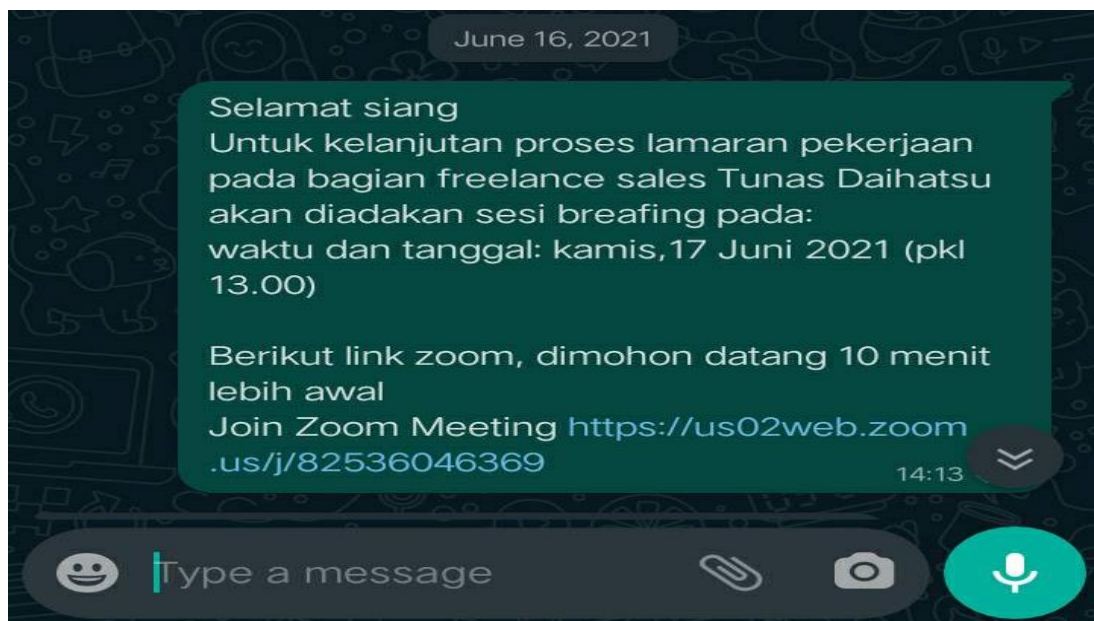 June 16, 2021
Selamat siang
Untuk kelanjutan proses lamaran pekerjaan
pada bagian freelance sales Tunas Daihatsu
akan diadakan sesi breafing pada:
waktu dan tanggal: kamis,17 Juni 2021 (pkl
13.00)
Berikut link zoom, dimohon datang 10 menit
lebih awal
Join Zoom Meeting https://us02web.zoom
.us/j/82536046369
14:13
Type a message